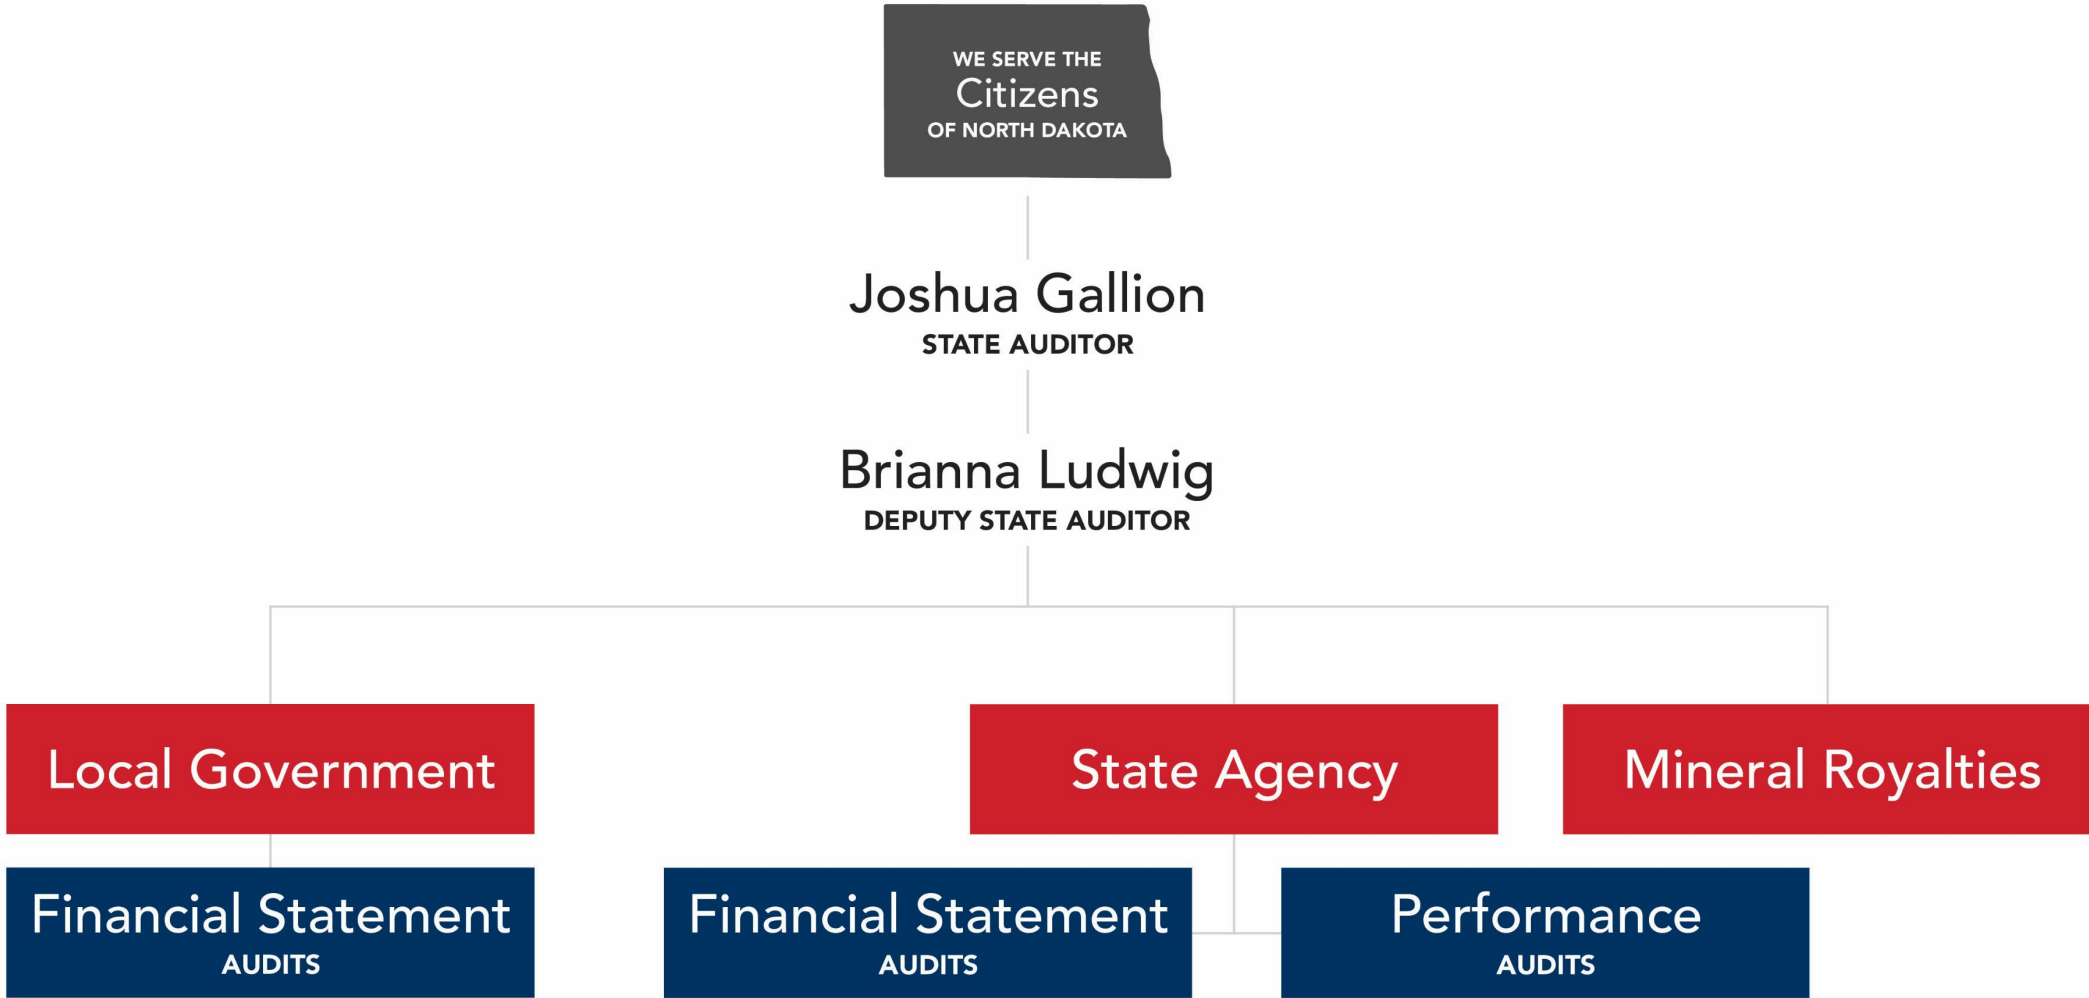 WE SERVE THE
Citizens
OF NORTH DAKOTA
Joshua Gallion
STATE AUDITOR
Brianna Ludwig
DEPUTY STATE AUDITOR
Local Government
State Agency
Mineral Royalties
Financial Statement
AUDITS
Financial Statement
AUDITS
Performance
AUDITS